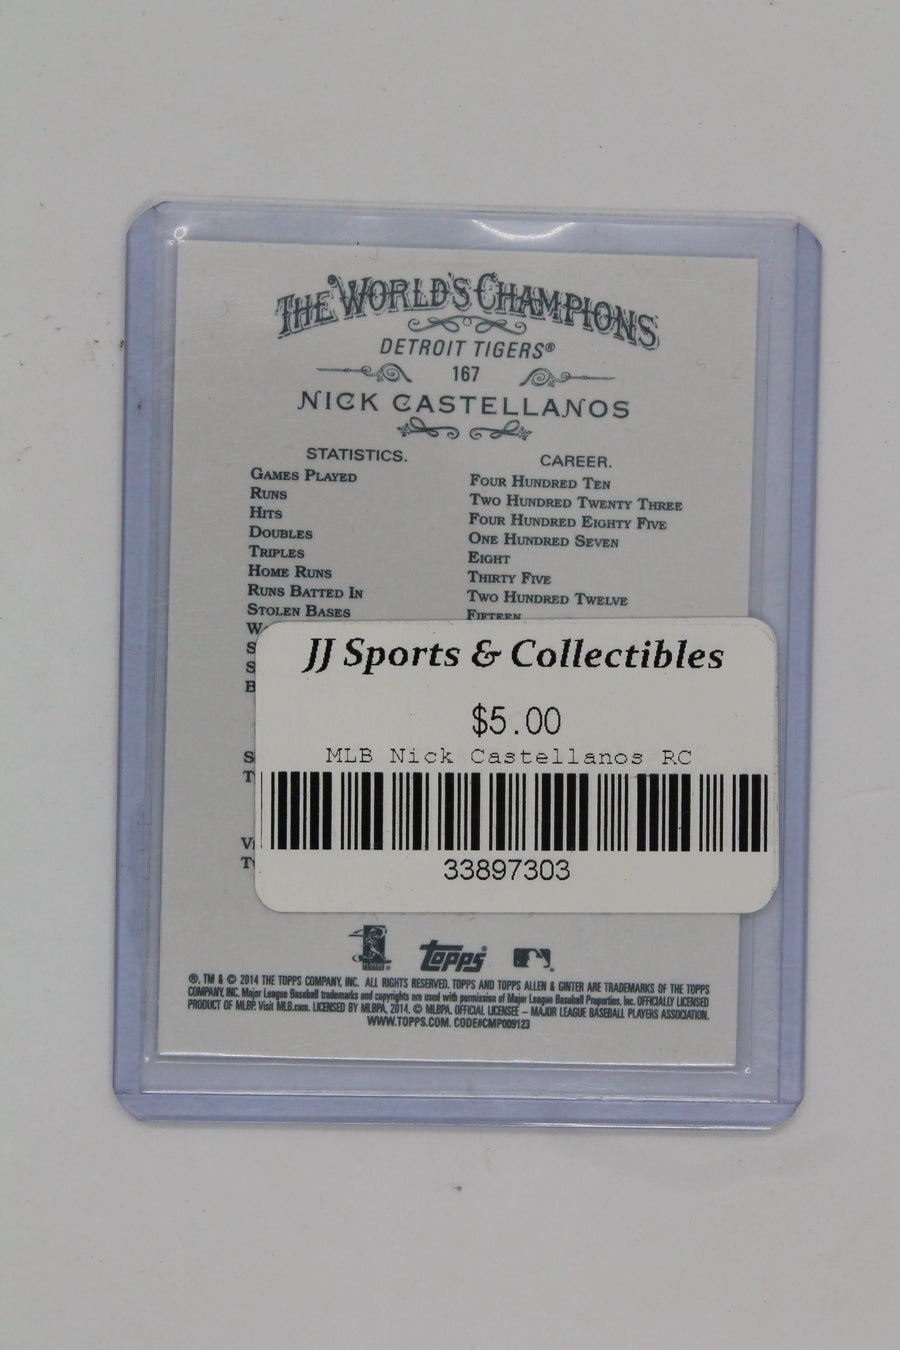 THE WORLD'S CHAMPIONS
DETROIT TIGERS®
167
NICK CASTELLANOS
STATISTICS. CAREER.
GAMES PLAYED FOUR HUNDRED TEN
RUNS TWO HUNDRED TWENTY THREE
HITS FOUR HUNDRED EIGHTY FIVE
DOUBLES ONE HUNDRED SEVEN
TRIPLES EIGHT
HOME RUNS THIRTY FIVE
RUNS BATTED IN TWO HUNDRED TWELVE
STOLEN BASES FIFTEEN
JJ Sports & Collectibles
$5.00
MLB Nick Castellanos RC
33897303
Topps
®, TM & © 2014 THE TOPPS COMPANY, INC. ALL RIGHTS RESERVED. TOPPS AND TOPPS ALLEN & GINTER ARE TRADEMARKS OF THE TOPPS
COMPANY, INC. Major League Baseball trademarks and copyrights are used with permission of Major League Baseball Properties, Inc. OFFICIALLY LICENSED
PRODUCT OF MLBP. Visit MLB.com. LICENSED BY MLBPA, 2014. © MLBPA. OFFICIAL LICENSEE – MAJOR LEAGUE BASEBALL PLAYERS ASSOCIATION.
WWW.TOPPS.COM. CODE#CMP009123